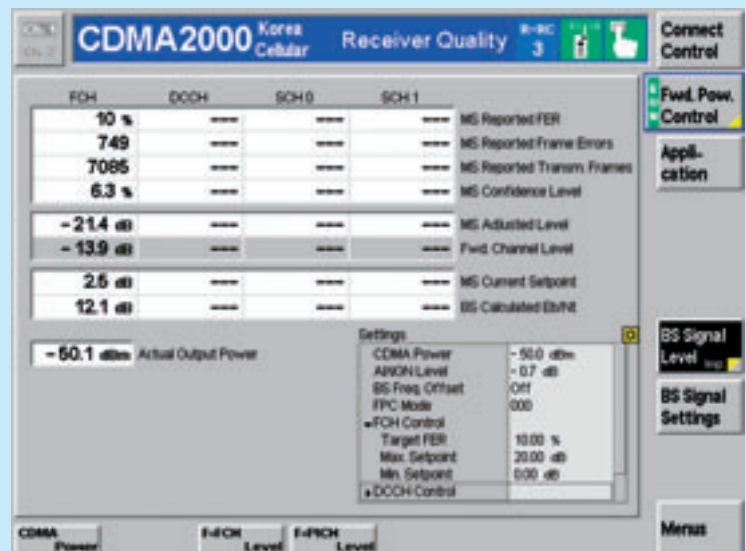 CDMA2000 Korea Cellular Receiver Quality 3
Connect Control
Fwd. Pow. Control
Appli- cation
FCH DCCH SCH 0 SCH 1
10 % --- --- --- MS Reported FER
749 --- --- --- MS Reported Frame Errors
7085 --- --- --- MS Reported Transm. Frames
6.3 % --- --- --- MS Confidence Level
- 21.4 dB --- --- --- MS Adjusted Level
- 13.9 dB --- --- --- Fwd. Channel Level
2.5 dB --- --- --- MS Current Setpoint
12.1 dB --- --- --- BS Calculated Eb/Nt
- 50.1 dBm Actual Output Power
Settings
CDMA Power - 50.0 dBm
AWGN Level - 0.7 dB
BS Freq. Offset Off
FPC Mode 000
FCH Control
Target FER 10.00 %
Max. Setpoint 20.00 dB
Min. Setpoint 0.00 dB
DCCH Control
BS Signal Level
BS Signal Settings
CDMA Power
F-FCH Level
F-PICH Level
Menus